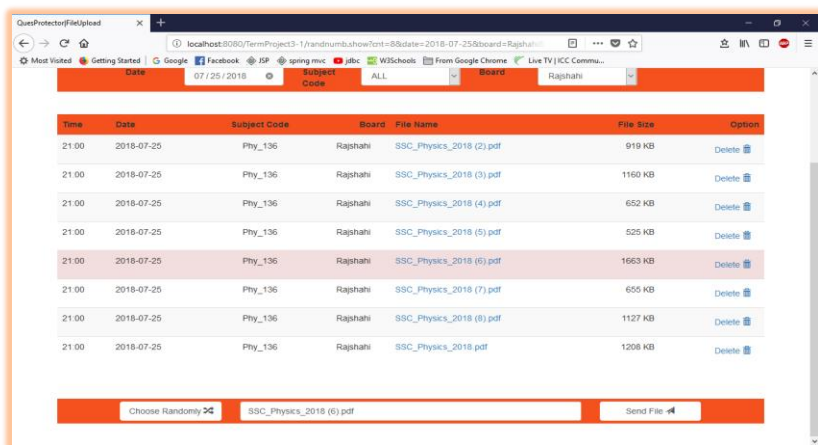 QuesProtector|FileUpload
localhost:8080/TermProject3-1/randnumb.show?cnt=8&date=2018-07-25&board=Rajshahi
Most Visited Getting Started Google Facebook JSP spring mvc jdbc W3Schools From Google Chrome Live TV | ICC Commu...
Date 07/25/2018 Subject Code ALL Board Rajshahi
Time Date Subject Code Board File Name File Size Option
21:00 2018-07-25 Phy_136 Rajshahi SSC_Physics_2018 (2).pdf 919 KB Delete
21:00 2018-07-25 Phy_136 Rajshahi SSC_Physics_2018 (3).pdf 1160 KB Delete
21:00 2018-07-25 Phy_136 Rajshahi SSC_Physics_2018 (4).pdf 652 KB Delete
21:00 2018-07-25 Phy_136 Rajshahi SSC_Physics_2018 (5).pdf 525 KB Delete
21:00 2018-07-25 Phy_136 Rajshahi SSC_Physics_2018 (6).pdf 1663 KB Delete
21:00 2018-07-25 Phy_136 Rajshahi SSC_Physics_2018 (7).pdf 655 KB Delete
21:00 2018-07-25 Phy_136 Rajshahi SSC_Physics_2018 (8).pdf 1127 KB Delete
21:00 2018-07-25 Phy_136 Rajshahi SSC_Physics_2018.pdf 1208 KB Delete
Choose Randomly SSC_Physics_2018 (6).pdf Send File